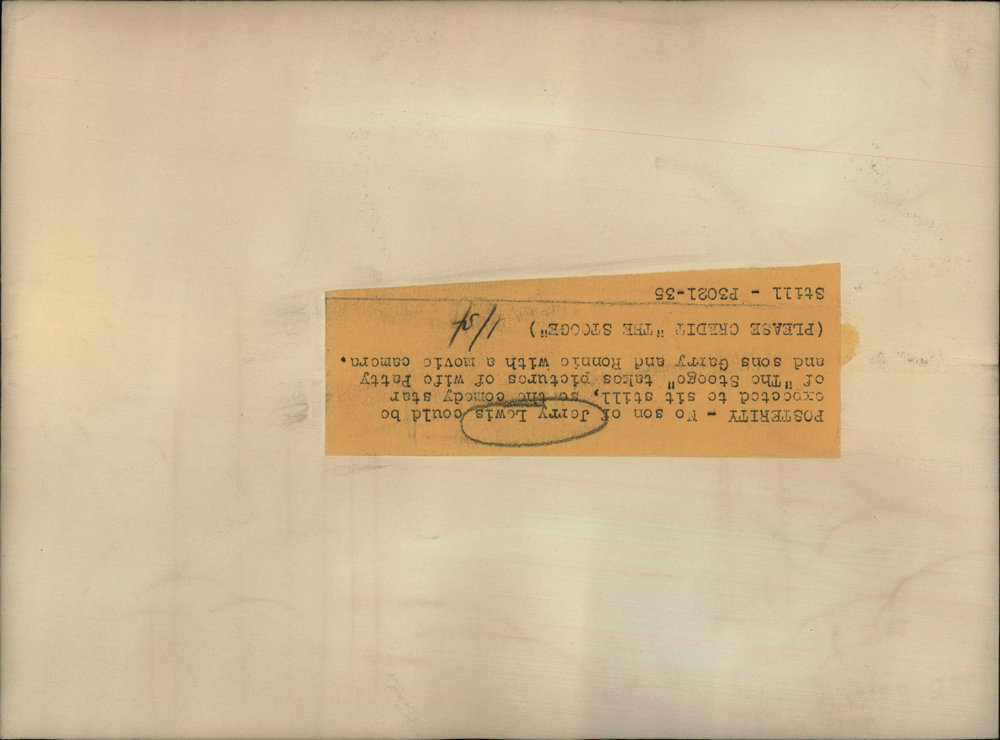 POSTERITY - No son of Jerry Lewis could be
expected to sit still, so the comedy star
of "The Stooge" takes pictures of wife Patty
and sons Garry and Ronnie with a movie camera.
(PLEASE CREDIT "THE STOOGE")
Still - P3021-35